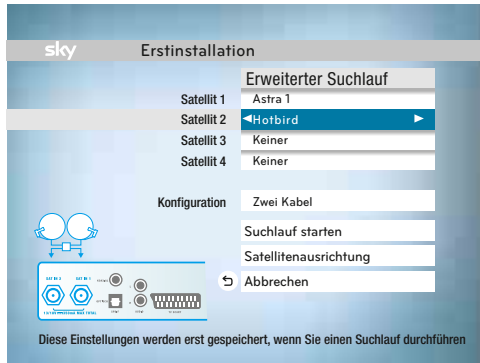 sky Erstinstallation
Erweiterter Suchlauf
Satellit 1 Astra 1
Satellit 2 Hotbird
Satellit 3 Keiner
Satellit 4 Keiner
Konfiguration Zwei Kabel
Suchlauf starten
Satellitenausrichtung
Abbrechen
Diese Einstellungen werden erst gespeichert, wenn Sie einen Suchlauf durchführen